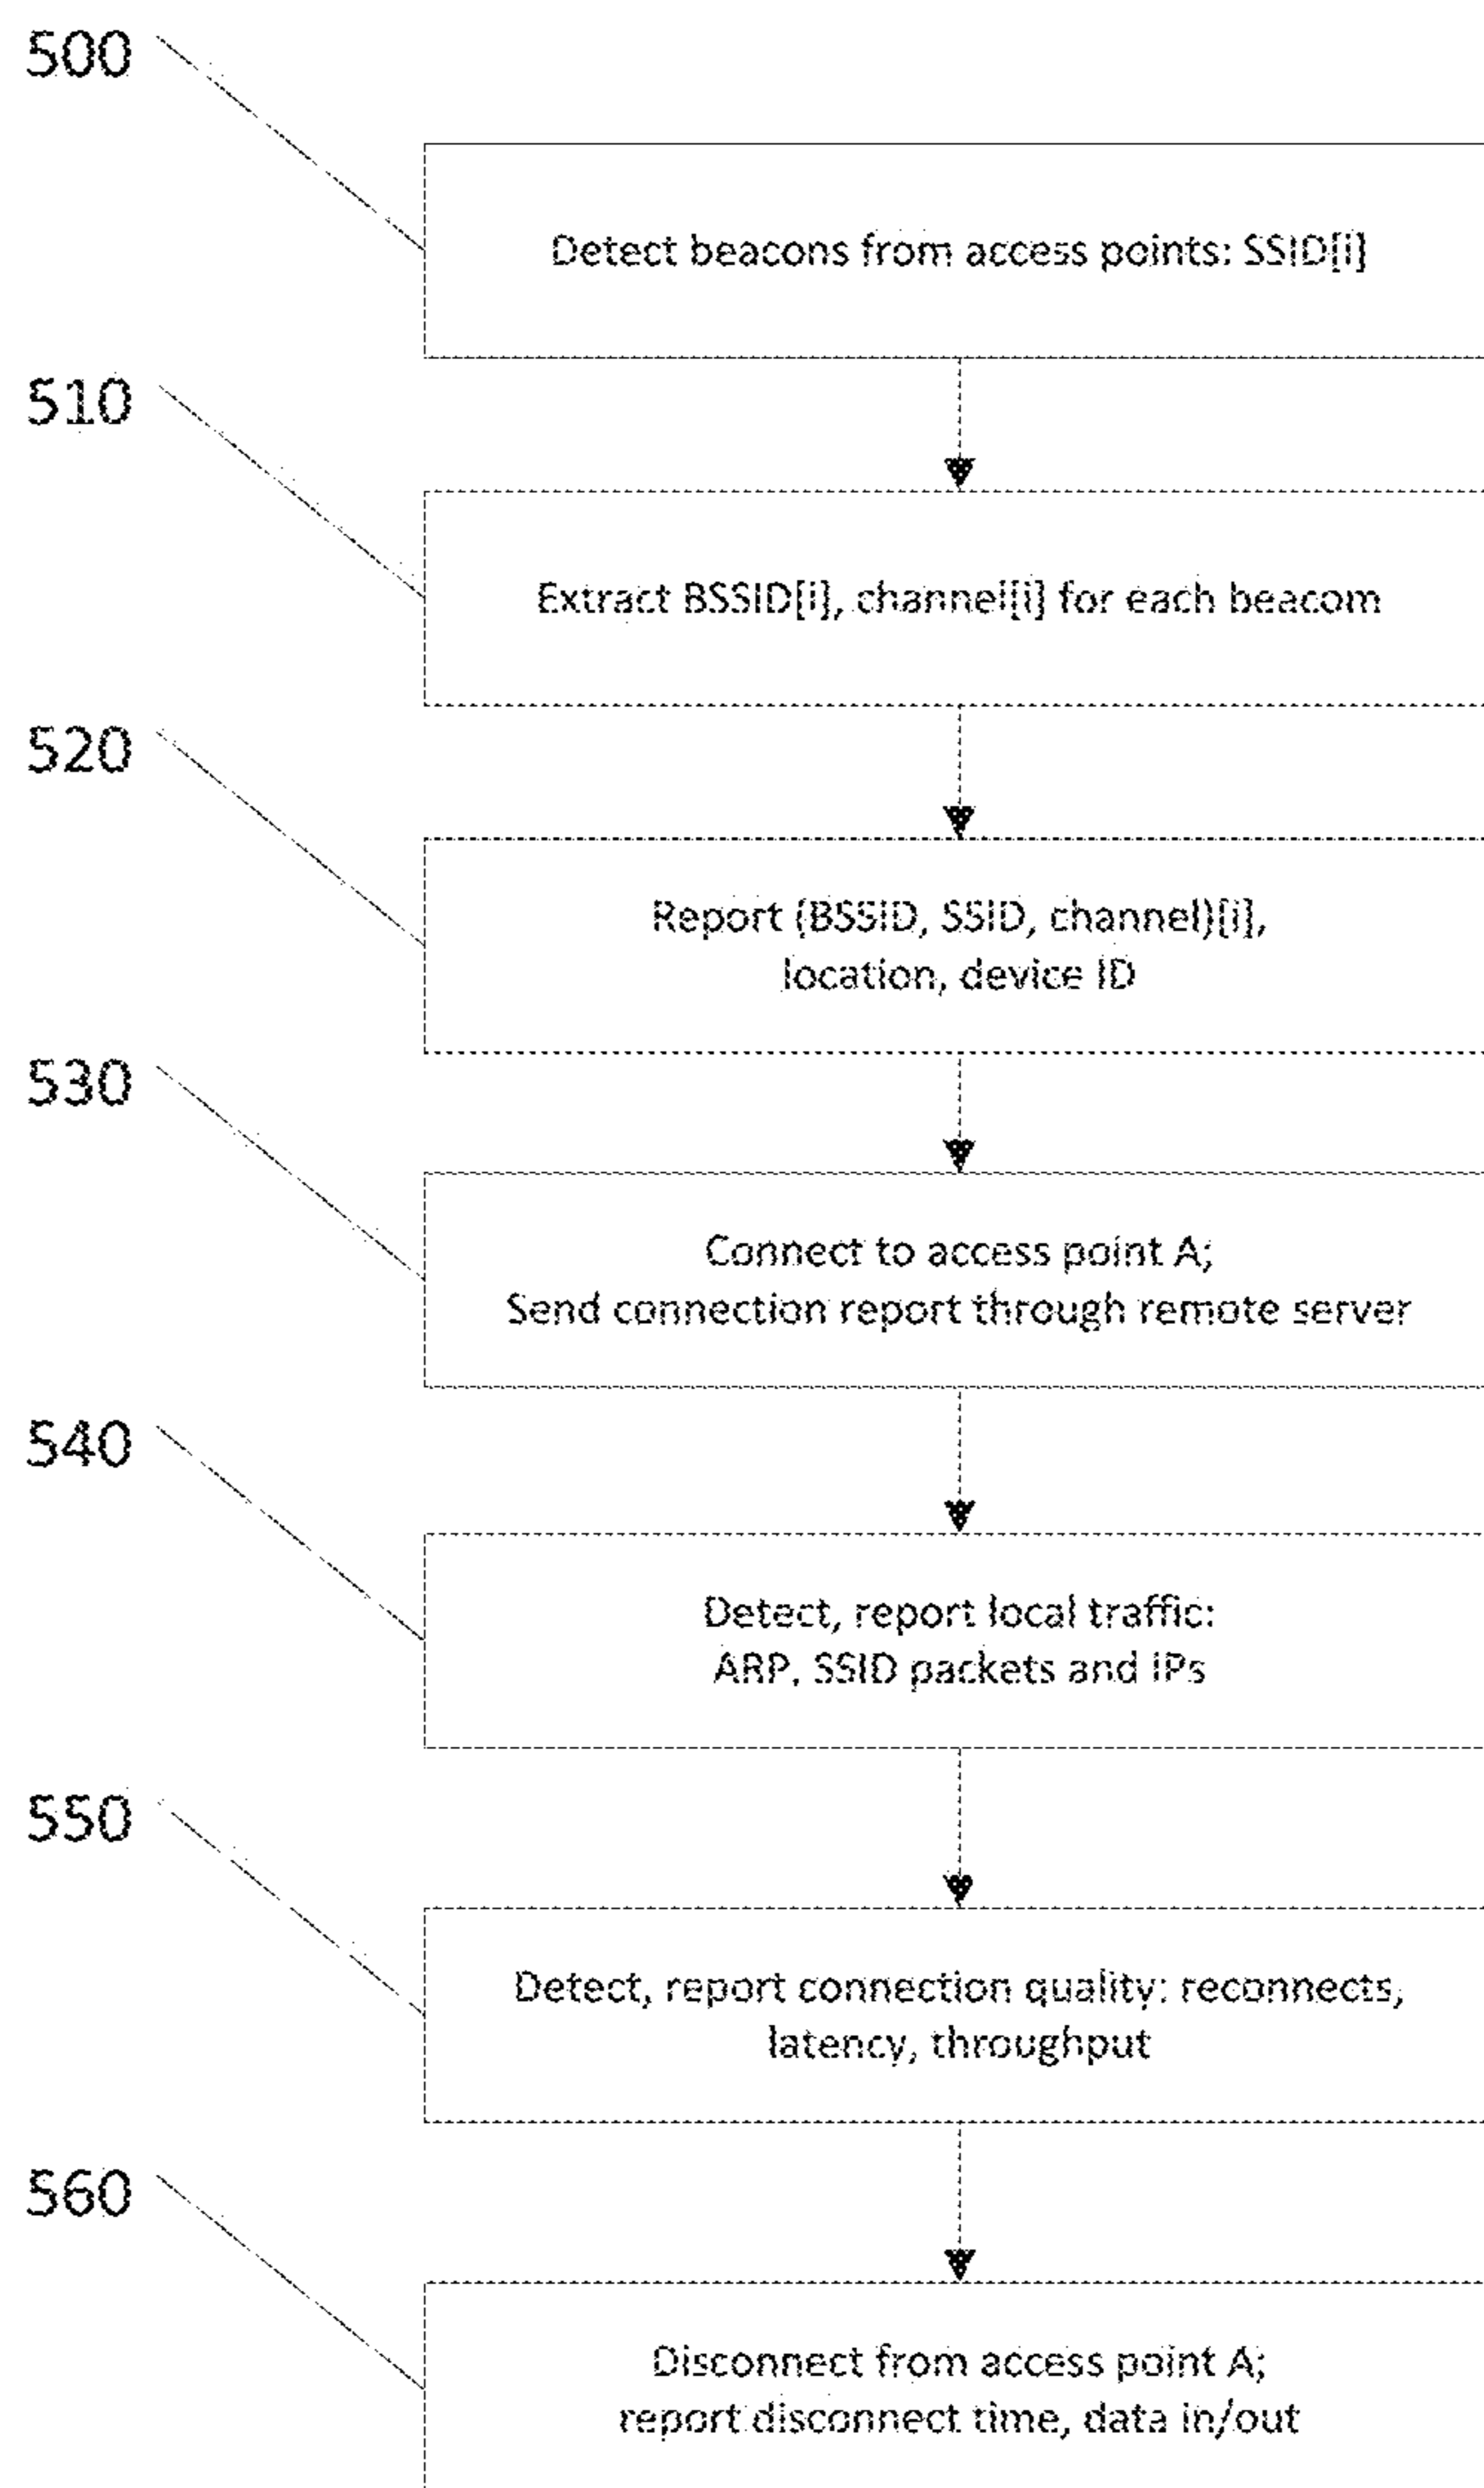 500
Detect beacons from access points: SSID[i]
510
Extract BSSID[i], channel[i] for each beacom
520
Report (BSSID, SSID, channel)[i],
location, device ID
530
Connect to access point A;
Send connection report through remote server
540
Detect, report local traffic:
ARP, SSID packets and IPs
550
Detect, report connection quality: reconnects,
latency, throughput
560
Disconnect from access point A;
report disconnect time, data in/out